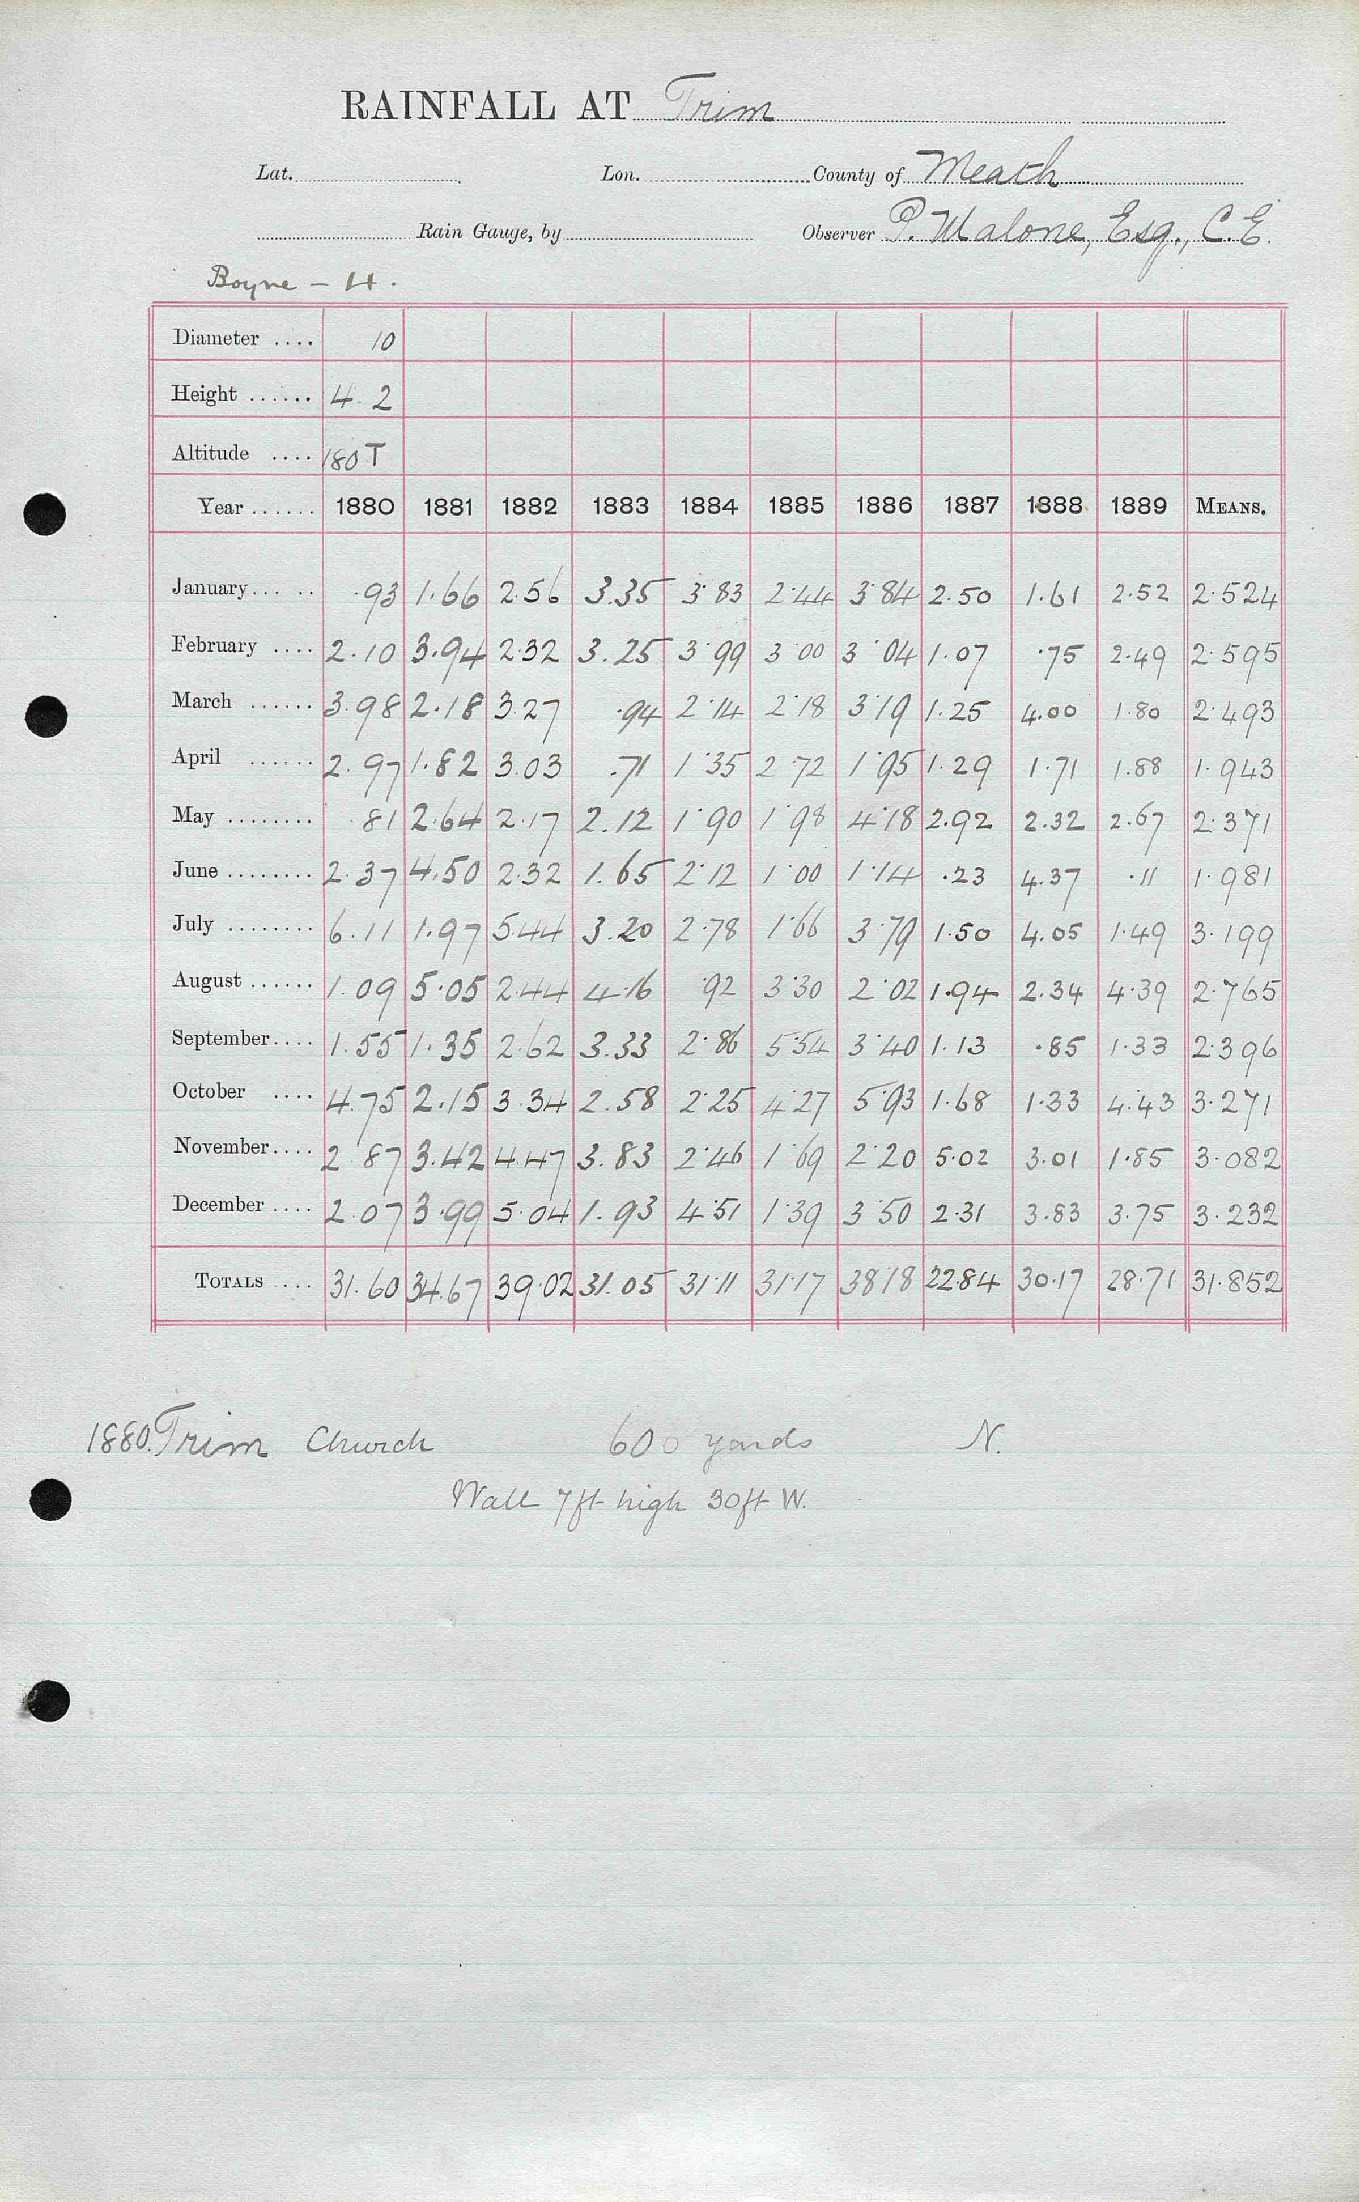 RAINFALL AT Trim
Lat. Lon. County of Meath
Rain Gauge, by Observer P. Malone, Esq., C.E.
Boyne - H.
Diameter .... 10
Height ...... 4. 2
Altitude .... 180 T
Year ...... 1880 1881 1882 1883 1884 1885 1886 1887 1888 1889 MEANS.
January... .. .93 1.66 2.56 3.35 3.83 2.44 3.84 2.50 1.61 2.52 2.524
February .... 2.10 3.94 2.32 3.25 3.99 3.00 3.04 1.07 .75 2.49 2.595
March ...... 3.98 2.18 3.27 .94 2.14 2.18 3.19 1.25 4.00 1.80 2.493
April ...... 2.97 1.82 3.03 .71 1.35 2.72 1.95 1.29 1.71 1.88 1.943
May ........ .81 2.64 2.17 2.12 1.90 1.98 4.18 2.92 2.32 2.67 2.371
June ........ 2.37 4.50 2.32 1.65 2.12 1.00 1.14 .23 4.37 .11 1.981
July ........ 6.11 1.97 5.44 3.20 2.78 1.66 3.79 1.50 4.05 1.49 3.199
August ...... 1.09 5.05 2.44 4.16 .92 3.30 2.02 1.94 2.34 4.39 2.765
September.... 1.55 1.35 2.62 3.33 2.86 5.54 3.40 1.13 .85 1.33 2.396
October .... 4.75 2.15 3.34 2.58 2.25 4.27 5.93 1.68 1.33 4.43 3.271
November.... 2.87 3.42 4.47 3.83 2.46 1.69 2.20 5.02 3.01 1.85 3.082
December .... 2.07 3.99 5.04 1.93 4.51 1.39 3.50 2.31 3.83 3.75 3.232
TOTALS .... 31.60 34.67 39.02 31.05 31.11 31.17 38.18 22.84 30.17 28.71 31.852
1880. Trim Church 600 yards N.
Wall 7ft high 30ft W.